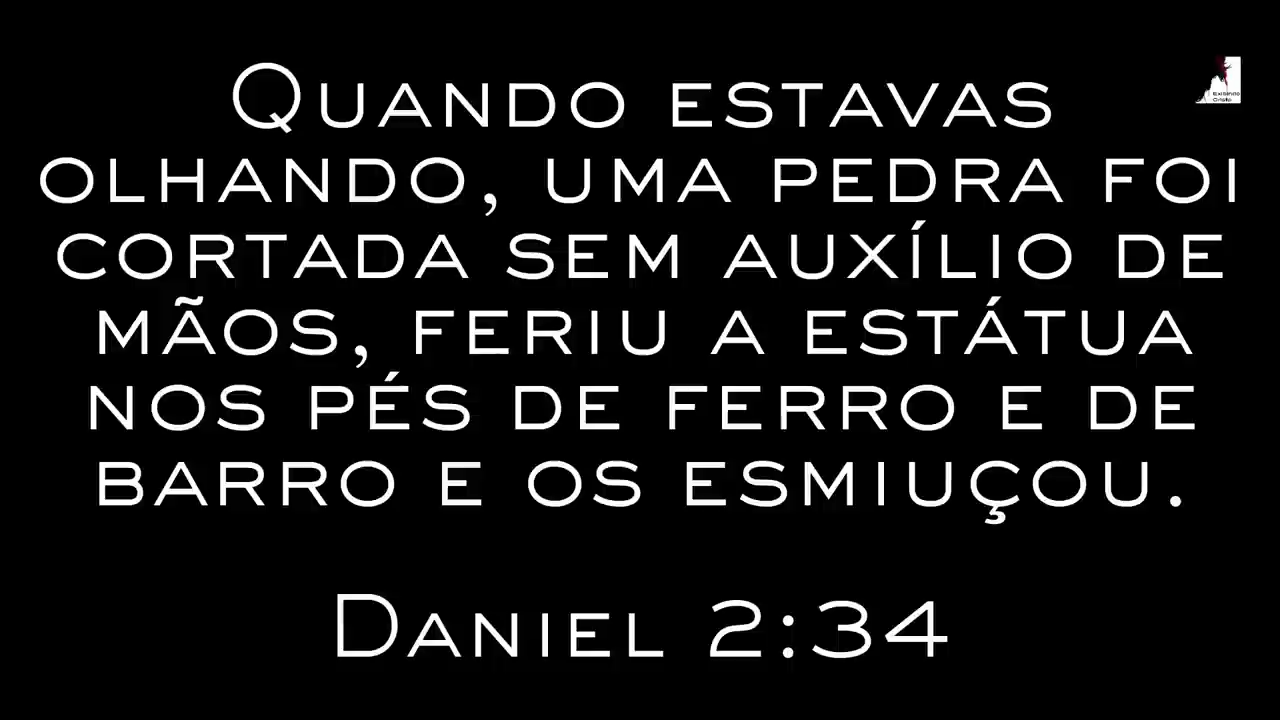 Quando estavas
olhando, uma pedra foi
cortada sem auxílio de
mãos, feriu a estátua
nos pés de ferro e de
barro e os esmiuçou.
Daniel 2:34
Cristo